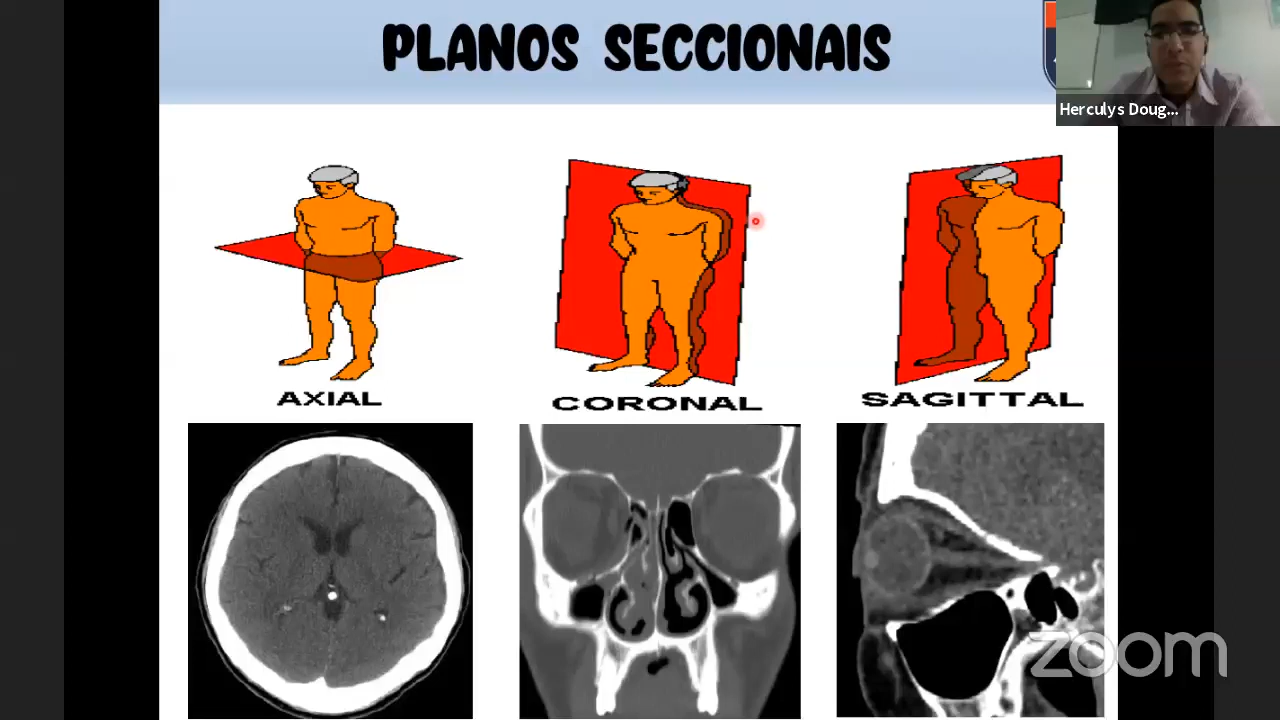 PLANOS SECCIONAIS
Herculys Doug...
AXIAL
CORONAL
SAGITTAL
zoom